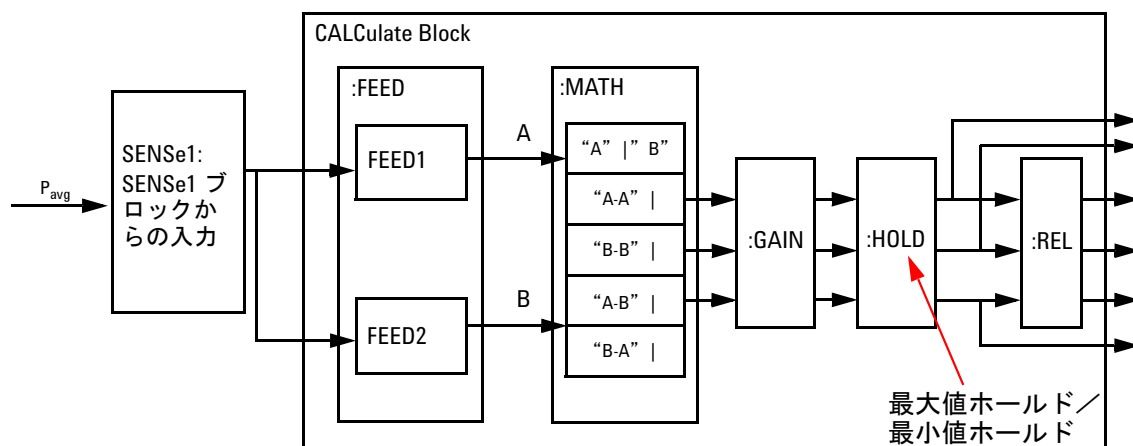 CALCulate Block
:FEED
:MATH
A
SENSe1:
SENSe1 ブ
ロックか
らの入力
P avg
FEED1
“A” |” B”
“A-A” |
“B-B” |
:GAIN
:HOLD
:REL
B
“A-B” |
FEED2
“B-A” |
最大値ホールド／
最小値ホールド